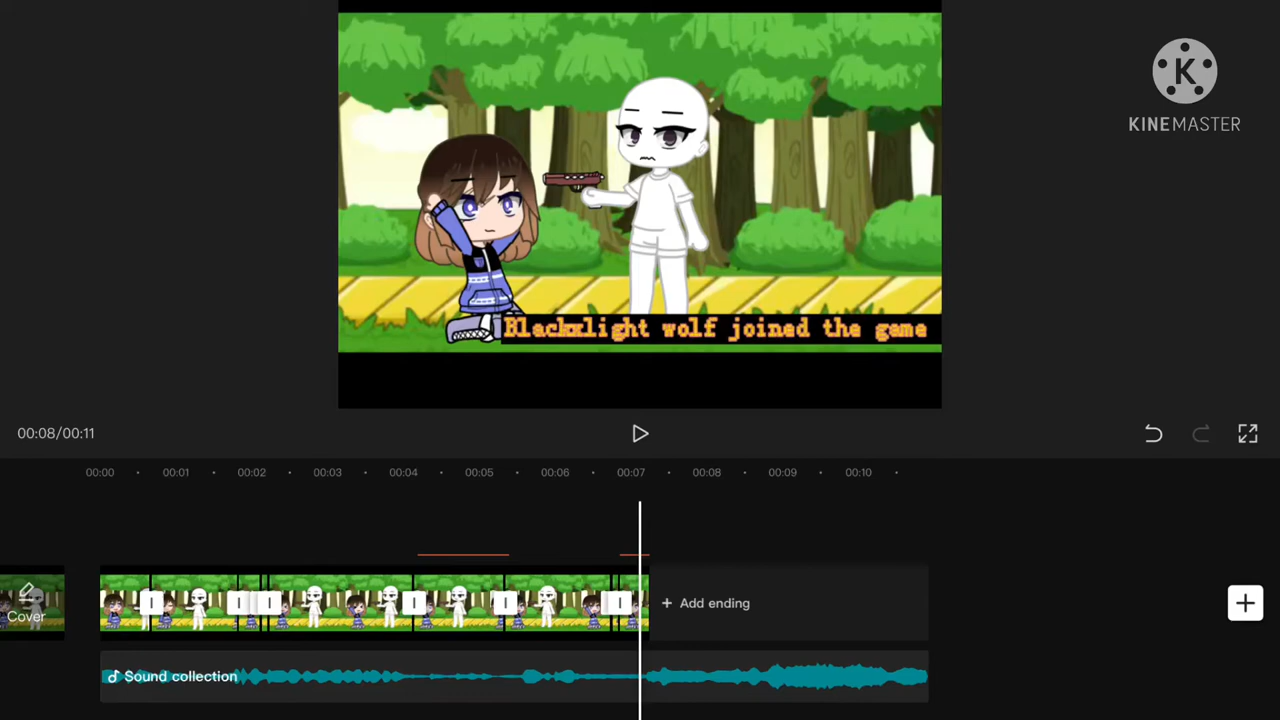 K
KINEMASTER
Blackxlight wolf joined the game
00:08/00:11
00:00
00:01
00:02
00:03
00:04
00:05
00:06
00:07
00:08
00:09
00:10
Cover
+ Add ending
Sound collection